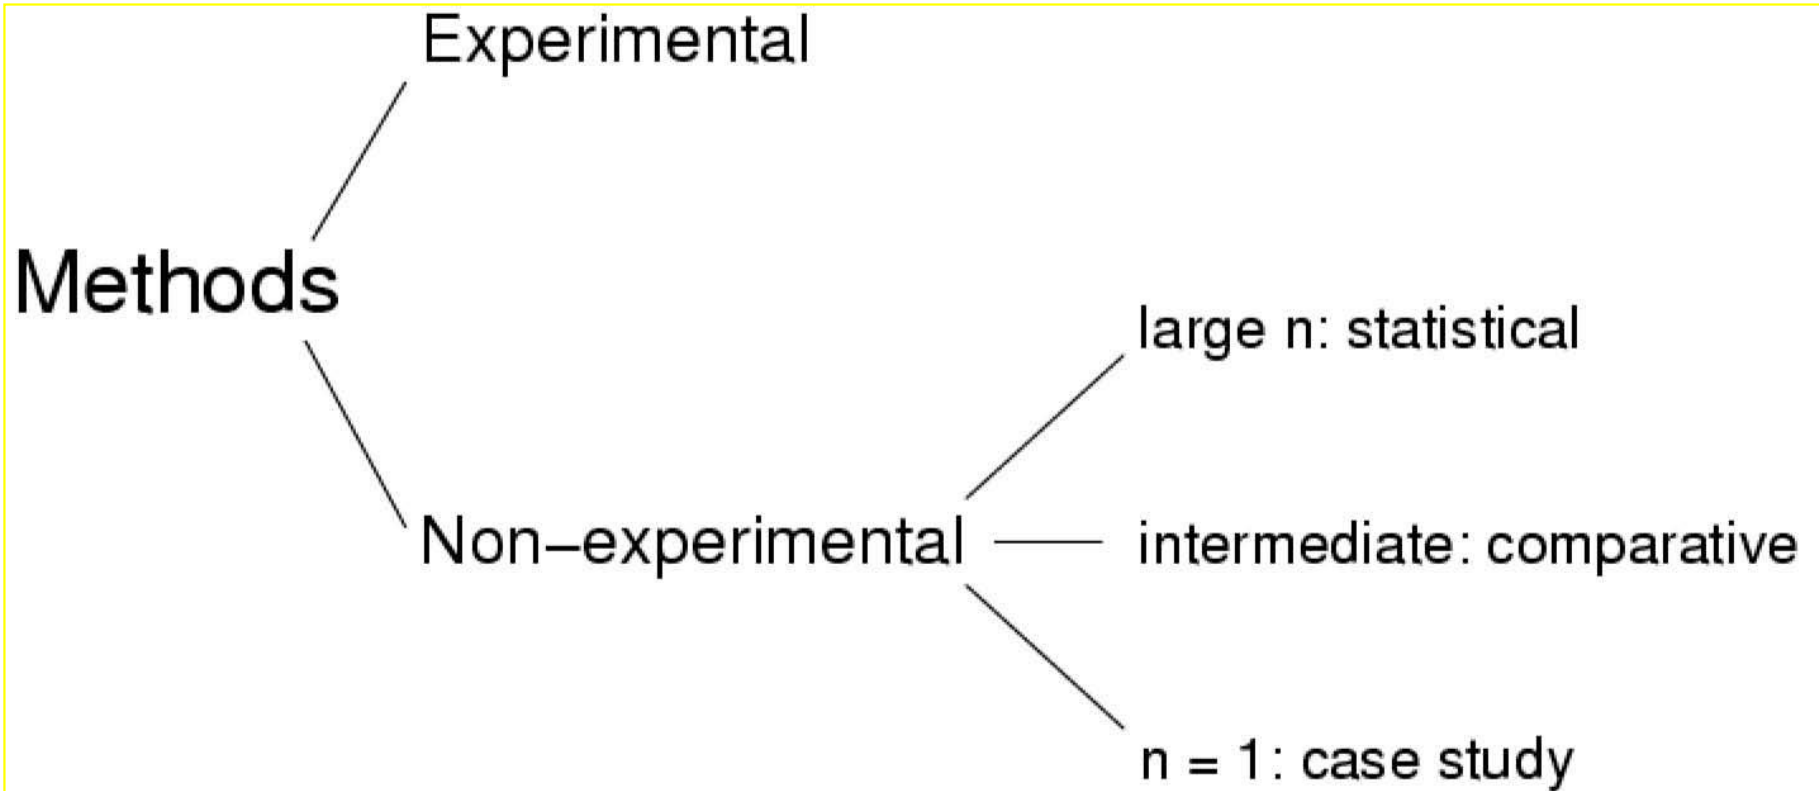 Experimental
Methods
large n: statistical
Non–experimental
intermediate: comparative
n = 1: case study